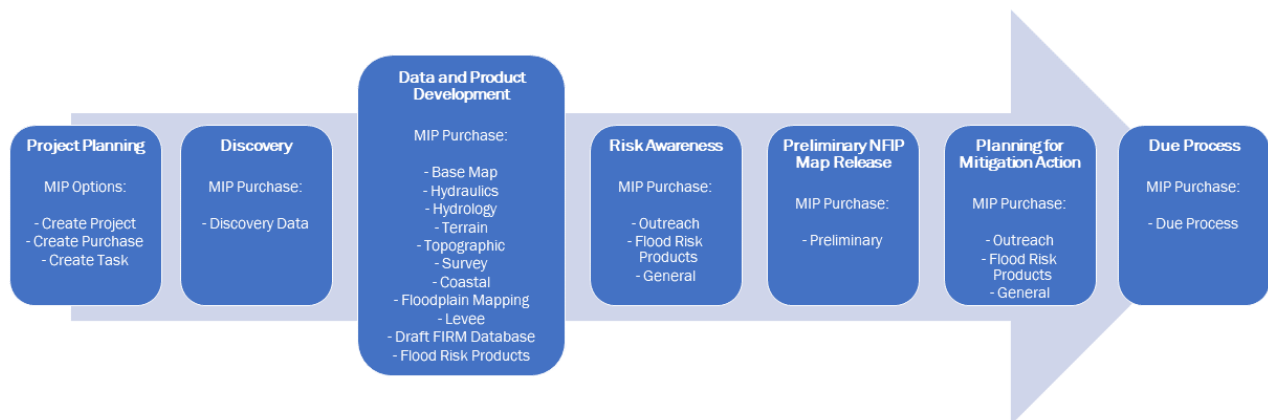 Project Planning
MIP Options:
- Create Project
- Create Purchase
- Create Task
Discovery
MIP Purchase:
- Discovery Data
Data and Product
Development
MIP Purchase:
- Base Map
- Hydraulics
- Hydrology
- Terrain
- Topographic
- Survey
- Coastal
- Floodplain Mapping
- Levee
- Draft FIRM Database
- Flood Risk Products
Risk Awareness
MIP Purchase:
- Outreach
- Flood Risk
Products
- General
Preliminary NFIP
Map Release
MIP Purchase:
- Preliminary
Planning for
Mitigation Action
MIP Purchase:
- Outreach
- Flood Risk
Products
- General
Due Process
MIP Purchase:
- Due Process